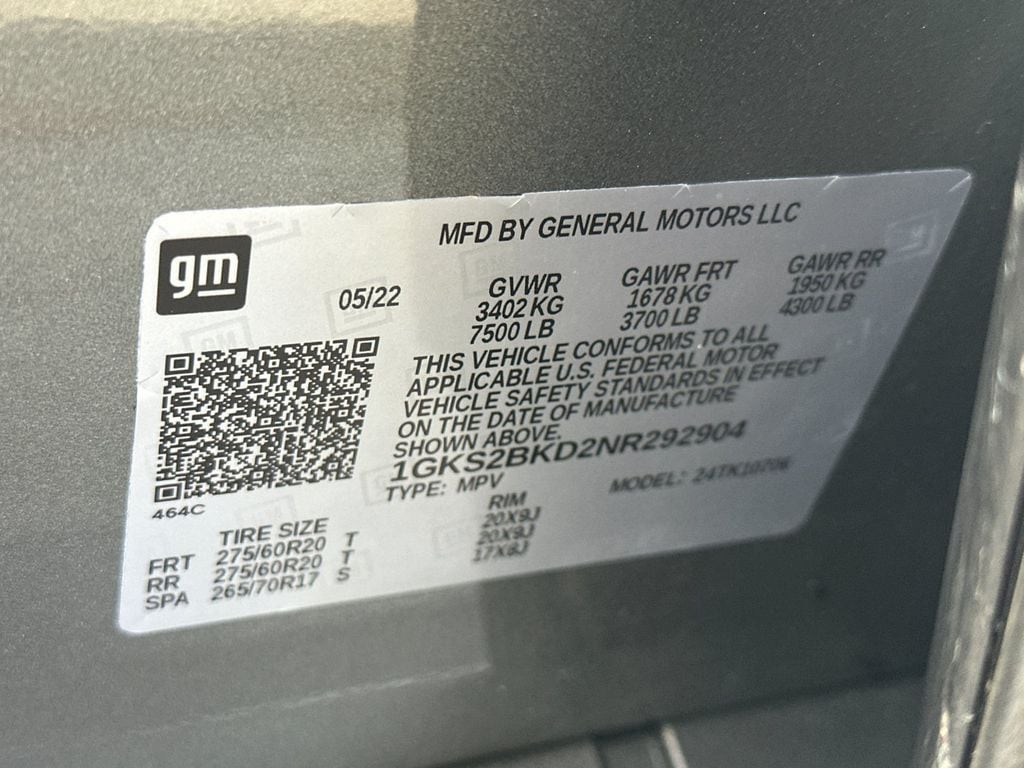 MFD BY GENERAL MOTORS LLC
gm
05/22
GVWR GAWR FRT GAWR RR
3402 KG 1678 KG 1950 KG
7500 LB 3700 LB 4300 LB
THIS VEHICLE CONFORMS TO ALL
APPLICABLE U.S. FEDERAL MOTOR
VEHICLE SAFETY STANDARDS IN EFFECT
ON THE DATE OF MANUFACTURE
SHOWN ABOVE.
1GKS2BKD2NR292904
TYPE: MPV MODEL:
464C
TIRE SIZE RIM
FRT 275/60R20 T 20X9J
RR 275/60R20 T 20X9J
SPA 265/70R17 S 17X8J